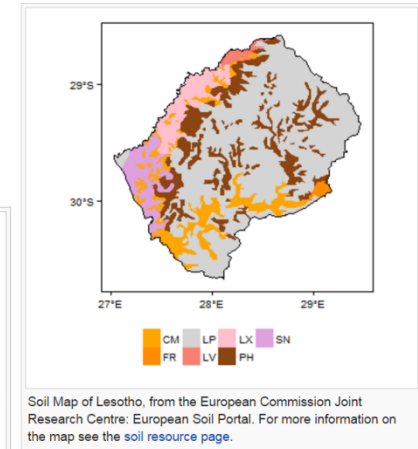 29°S
30°S
27°E 28°E 29°E
CM LP LX SN
FR LV PH
Soil Map of Lesotho, from the European Commission Joint
Research Centre: European Soil Portal. For more information on
the map see the soil resource page.